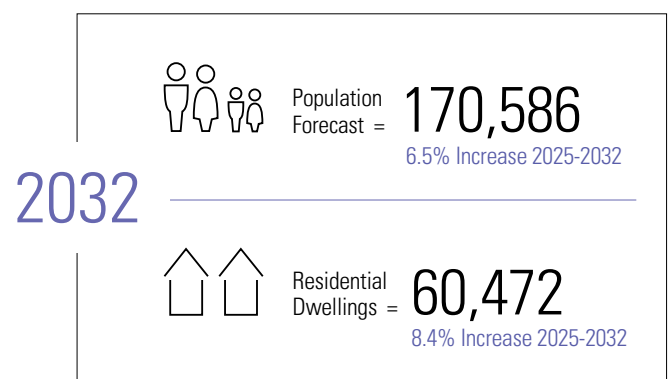 2032
Population
Forecast = 170,586
6.5% Increase 2025-2032
Residential
Dwellings = 60,472
8.4% Increase 2025-2032